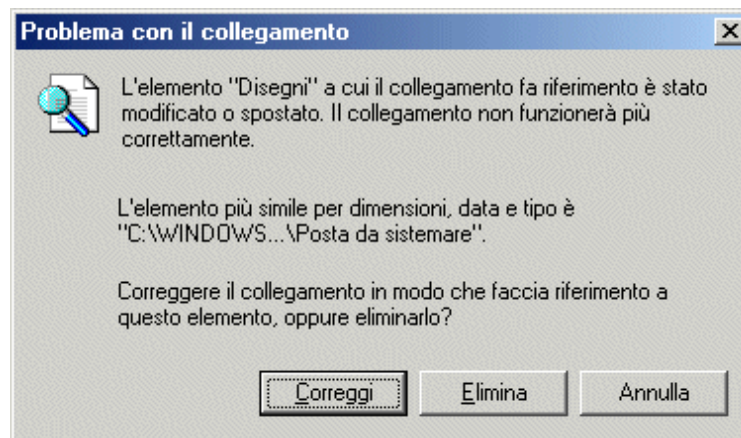 Problema con il collegamento
L'elemento "Disegni" a cui il collegamento fa riferimento è stato
modificato o spostato. Il collegamento non funzionerà più
correttamente.
L'elemento più simile per dimensioni, data e tipo è
"C:\WINDOWS...\Posta da sistemare".
Correggere il collegamento in modo che faccia riferimento a
questo elemento, oppure eliminarlo?
Correggi Elimina Annulla